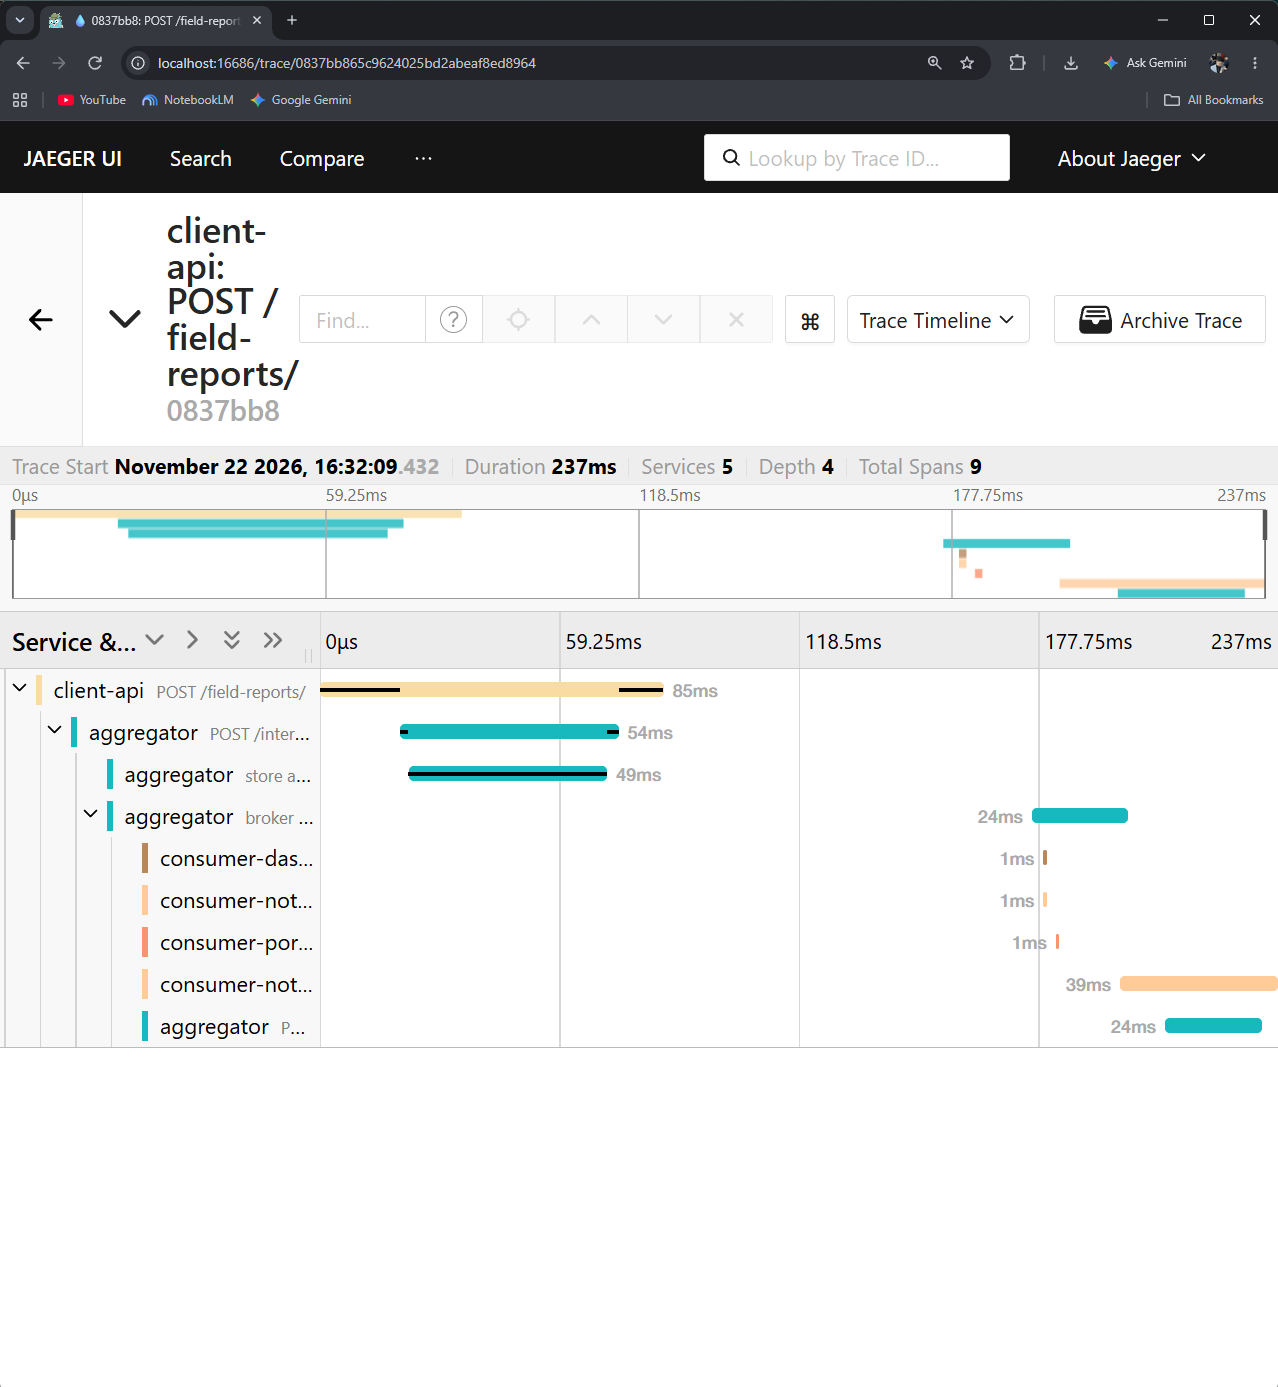 0837bb8: POST /field-report
localhost:16686/trace/0837bb865c9624025bd2abeaf8ed8964
Ask Gemini
YouTube
NotebookLM
Google Gemini
All Bookmarks
JAEGER UI
Search
Compare
...
Lookup by Trace ID...
About Jaeger
client-
api:
POST /
field-
reports/
0837bb8
Find...
?
⌘
Trace Timeline
Archive Trace
Trace Start November 22 2026, 16:32:09.432
Duration 237ms
Services 5
Depth 4
Total Spans 9
0μs
59.25ms
118.5ms
177.75ms
237ms
Service &...
0μs
59.25ms
118.5ms
177.75ms
237ms
client-api POST /field-reports/
85ms
aggregator POST /inter...
54ms
aggregator store a...
49ms
aggregator broker ...
24ms
consumer-das...
1ms
consumer-not...
1ms
consumer-por...
1ms
consumer-not...
39ms
aggregator P...
24ms